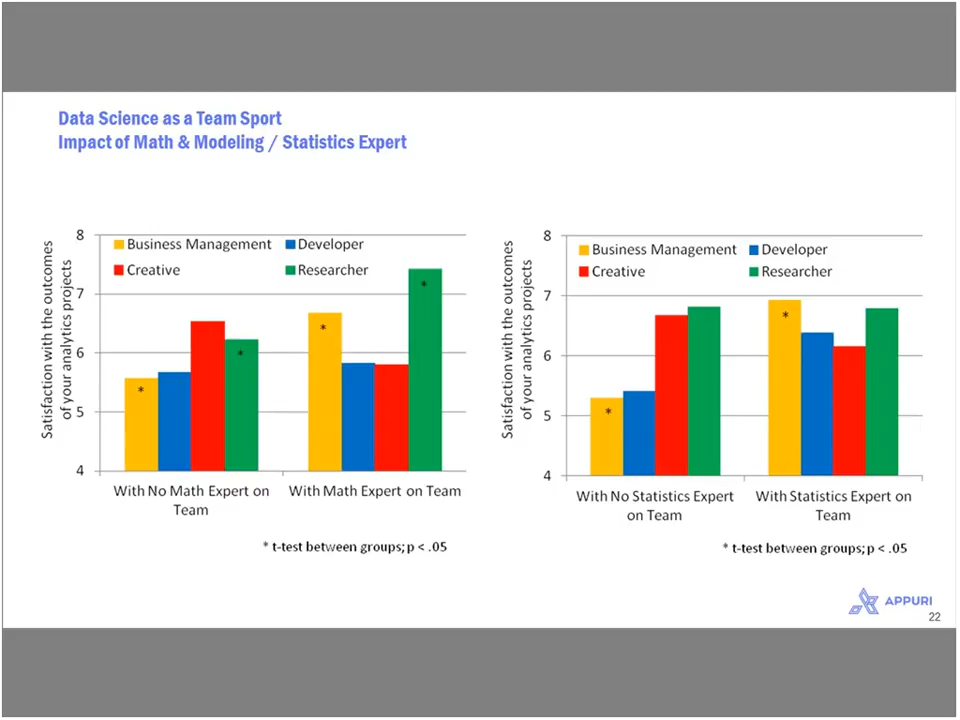 Data Science as a Team Sport
Impact of Math & Modeling / Statistics Expert
Satisfaction with the outcomes
of your analytics projects
8
7
6
5
4
Business Management
Developer
Creative
Researcher
*
*
*
*
With No Math Expert on
Team
With Math Expert on Team
* t-test between groups; p < .05
Satisfaction with the outcomes
of your analytics projects
8
7
6
5
4
Business Management
Developer
Creative
Researcher
*
*
With No Statistics Expert
on Team
With Statistics Expert on
Team
* t-test between groups; p < .05
APPURI
22